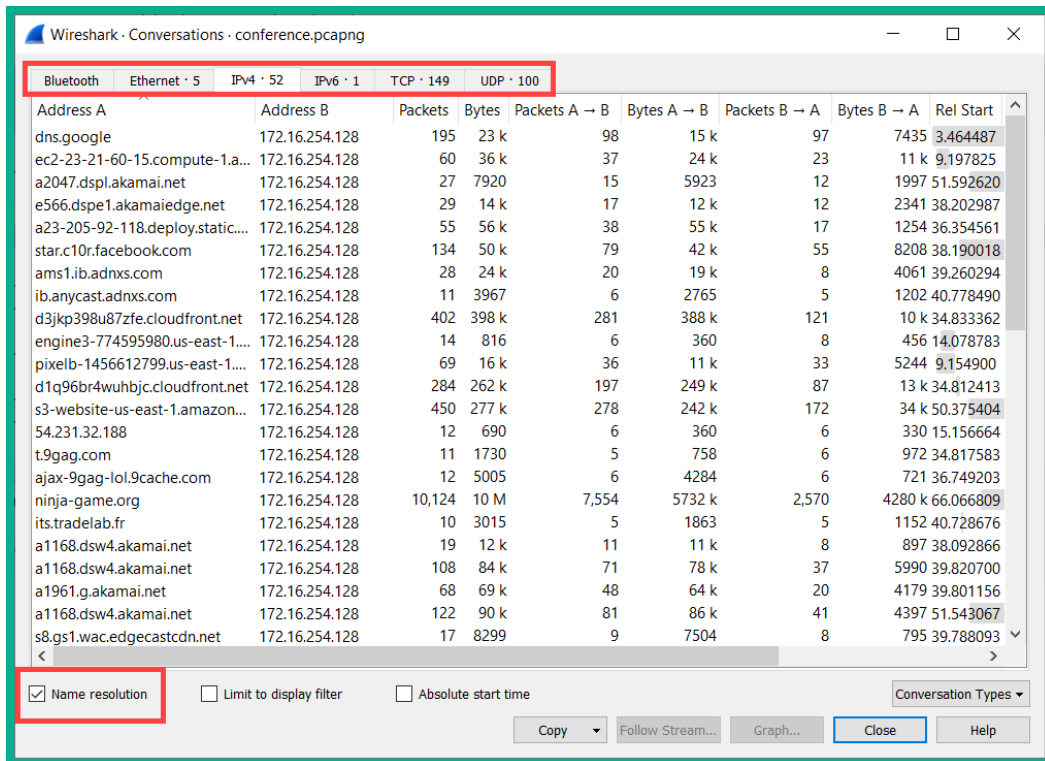 Wireshark · Conversations · conference.pcapng
Bluetooth Ethernet · 5 IPv4 · 52 IPv6 · 1 TCP · 149 UDP · 100
Address A Address B Packets Bytes Packets A → B Bytes A → B Packets B → A Bytes B → A Rel Start
dns.google 172.16.254.128 195 23 k 98 15 k 97 7435 3.464487
ec2-23-21-60-15.compute-1.a... 172.16.254.128 60 36 k 37 24 k 23 11 k 9.197825
a2047.dspl.akamai.net 172.16.254.128 27 7920 15 5923 12 1997 51.592620
e566.dspe1.akamaiedge.net 172.16.254.128 29 14 k 17 12 k 12 2341 38.202987
a23-205-92-118.deploy.static.... 172.16.254.128 55 56 k 38 55 k 17 1254 36.354561
star.c10r.facebook.com 172.16.254.128 134 50 k 79 42 k 55 8208 38.190018
ams1.ib.adnxs.com 172.16.254.128 28 24 k 20 19 k 8 4061 39.260294
ib.anycast.adnxs.com 172.16.254.128 11 3967 6 2765 5 1202 40.778490
d3jkp398u87zfe.cloudfront.net 172.16.254.128 402 398 k 281 388 k 121 10 k 34.833362
engine3-774595980.us-east-1.... 172.16.254.128 14 816 6 360 8 456 14.078783
pixelb-1456612799.us-east-1.... 172.16.254.128 69 16 k 36 11 k 33 5244 9.154900
d1q96br4wuhbjc.cloudfront.net 172.16.254.128 284 262 k 197 249 k 87 13 k 34.812413
s3-website-us-east-1.amazon... 172.16.254.128 450 277 k 278 242 k 172 34 k 50.375404
54.231.32.188 172.16.254.128 12 690 6 360 6 330 15.156664
t.9gag.com 172.16.254.128 11 1730 5 758 6 972 34.817583
ajax-9gag-lol.9cache.com 172.16.254.128 12 5005 6 4284 6 721 36.749203
ninja-game.org 172.16.254.128 10,124 10 M 7,554 5732 k 2,570 4280 k 66.066809
its.tradelab.fr 172.16.254.128 10 3015 5 1863 5 1152 40.728676
a1168.dsw4.akamai.net 172.16.254.128 19 12 k 11 11 k 8 897 38.092866
a1168.dsw4.akamai.net 172.16.254.128 108 84 k 71 78 k 37 5990 39.820700
a1961.g.akamai.net 172.16.254.128 68 69 k 48 64 k 20 4179 39.801156
a1168.dsw4.akamai.net 172.16.254.128 122 90 k 81 86 k 41 4397 51.543067
s8.gs1.wac.edgecastcdn.net 172.16.254.128 17 8299 9 7504 8 795 39.788093
Name resolution Limit to display filter Absolute start time Conversation Types
Copy Follow Stream... Graph... Close Help